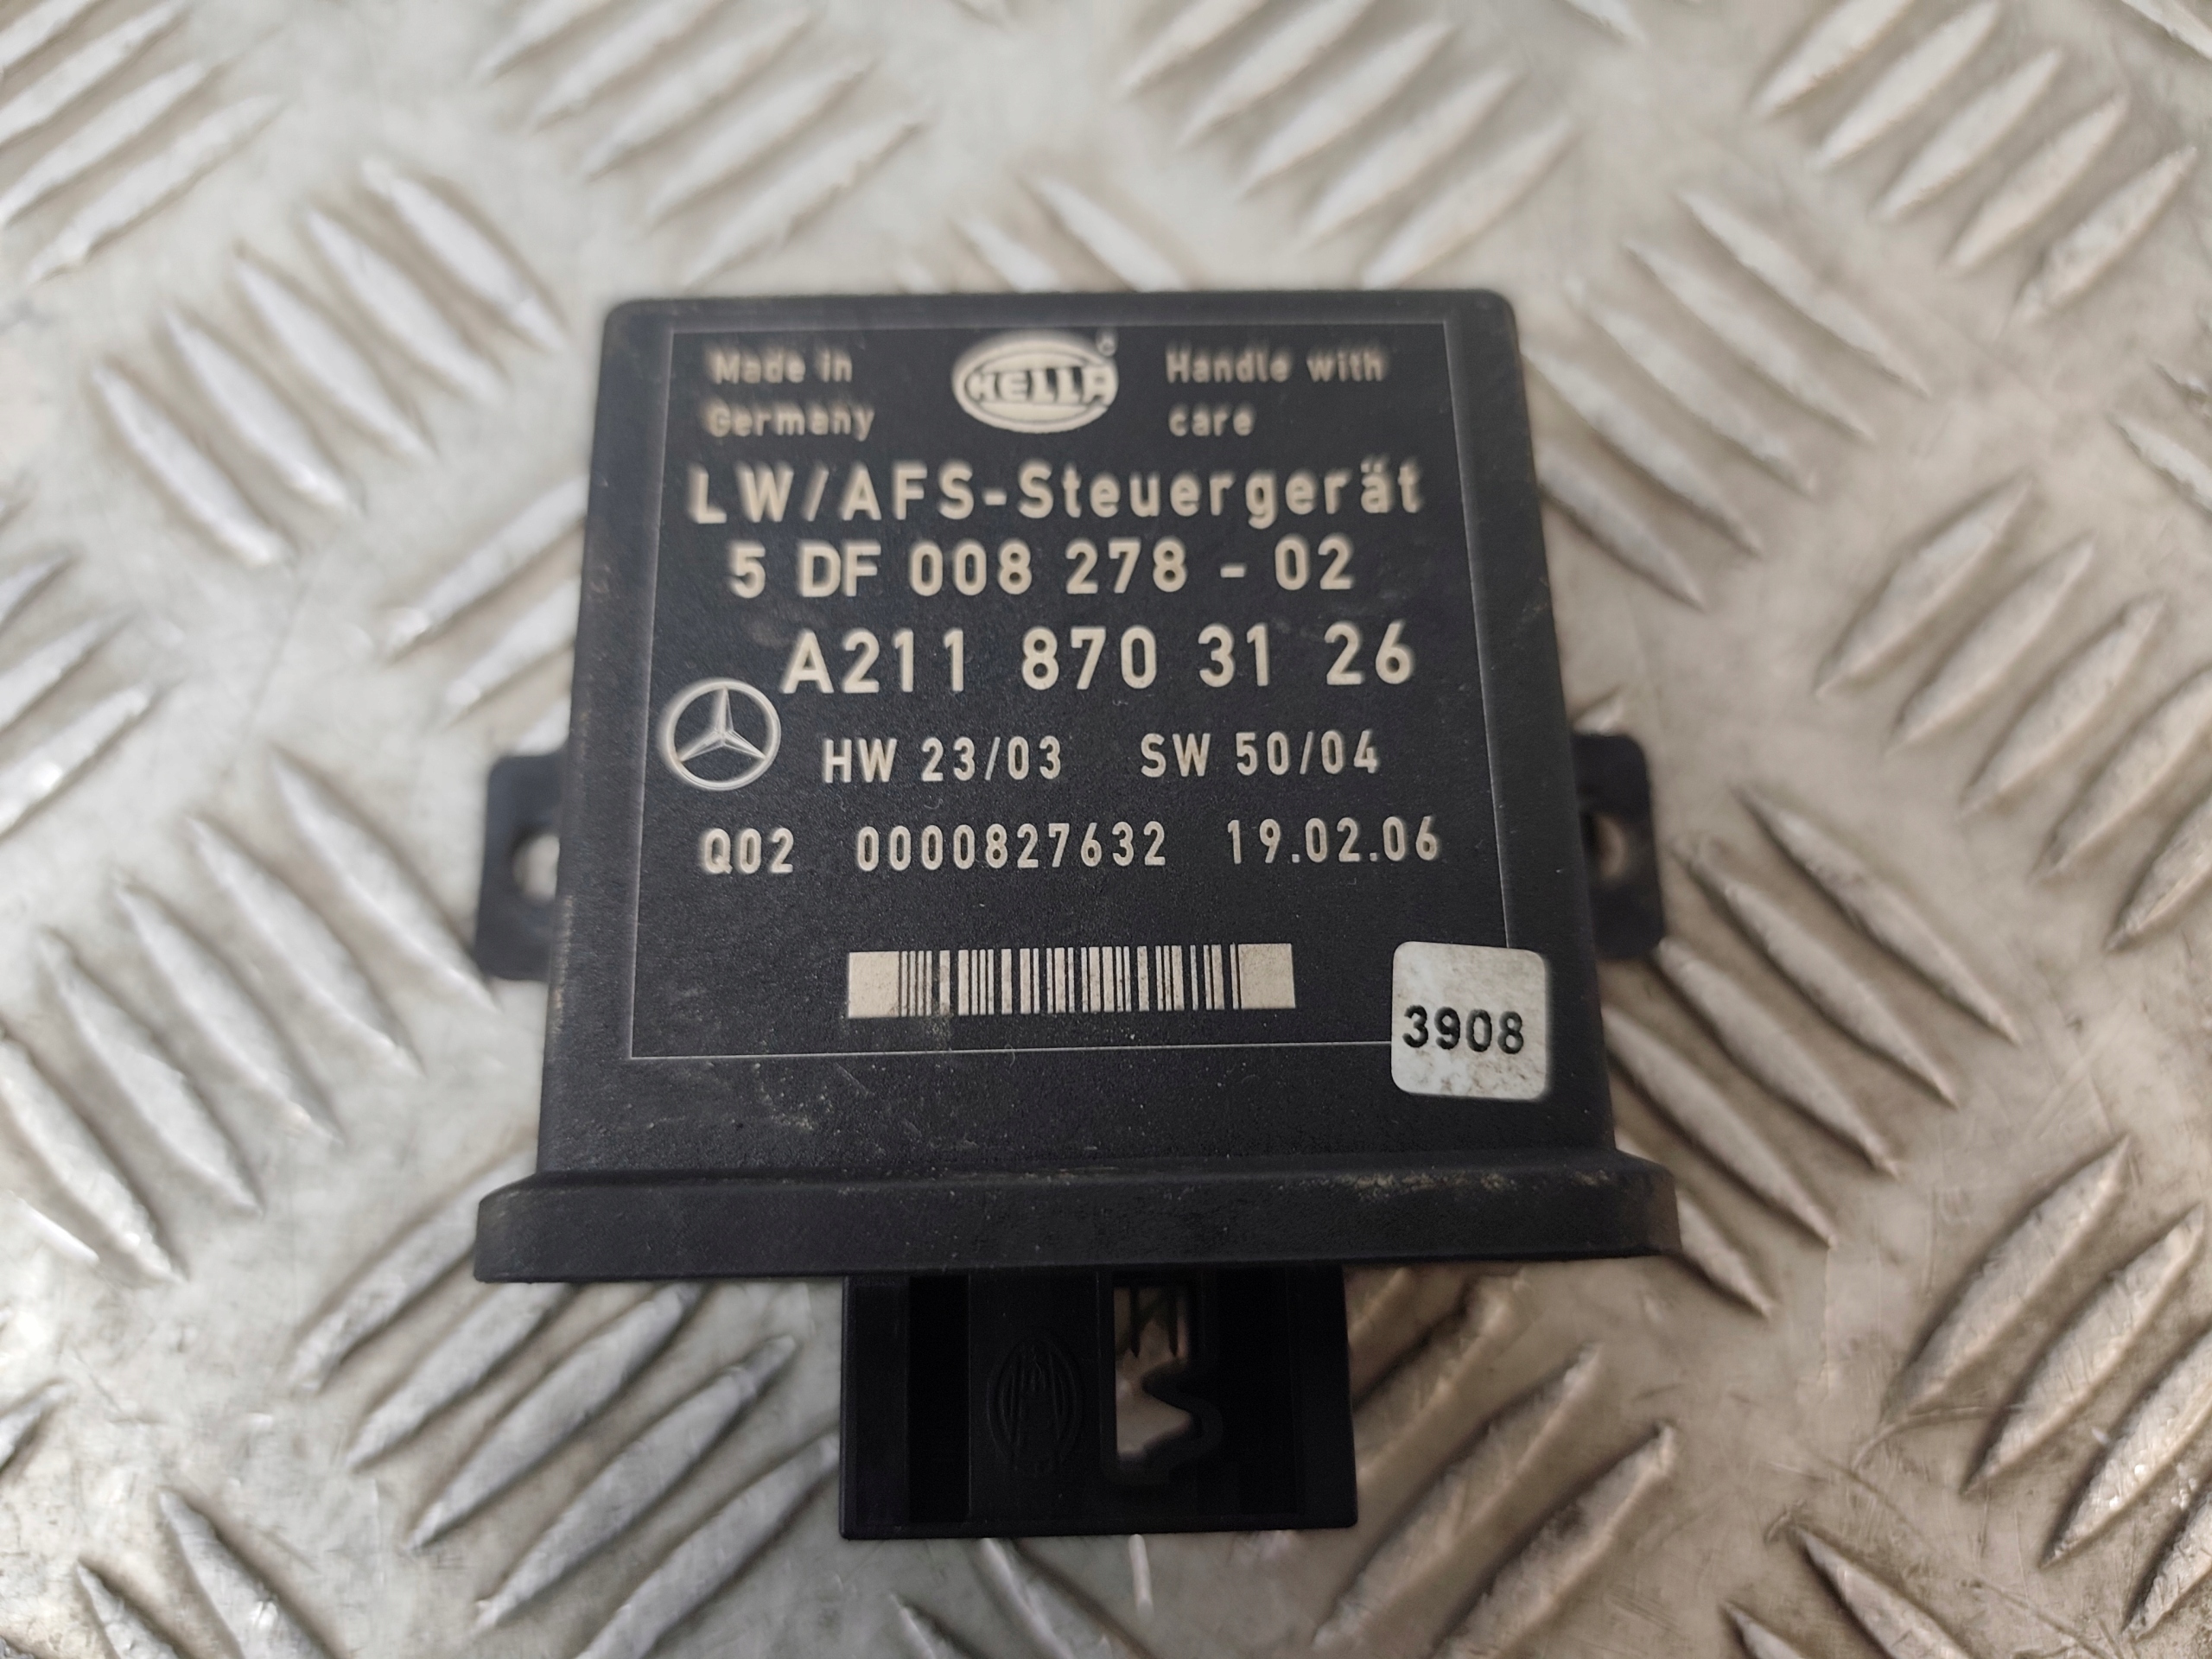 Made in
Germany
HELLA
Handle with
care
LW/AFS-Steuergerät
5 DF 008 278 - 02
A211 870 31 26
HW 23/03 SW 50/04
Q02 0000827632 19.02.06
3908